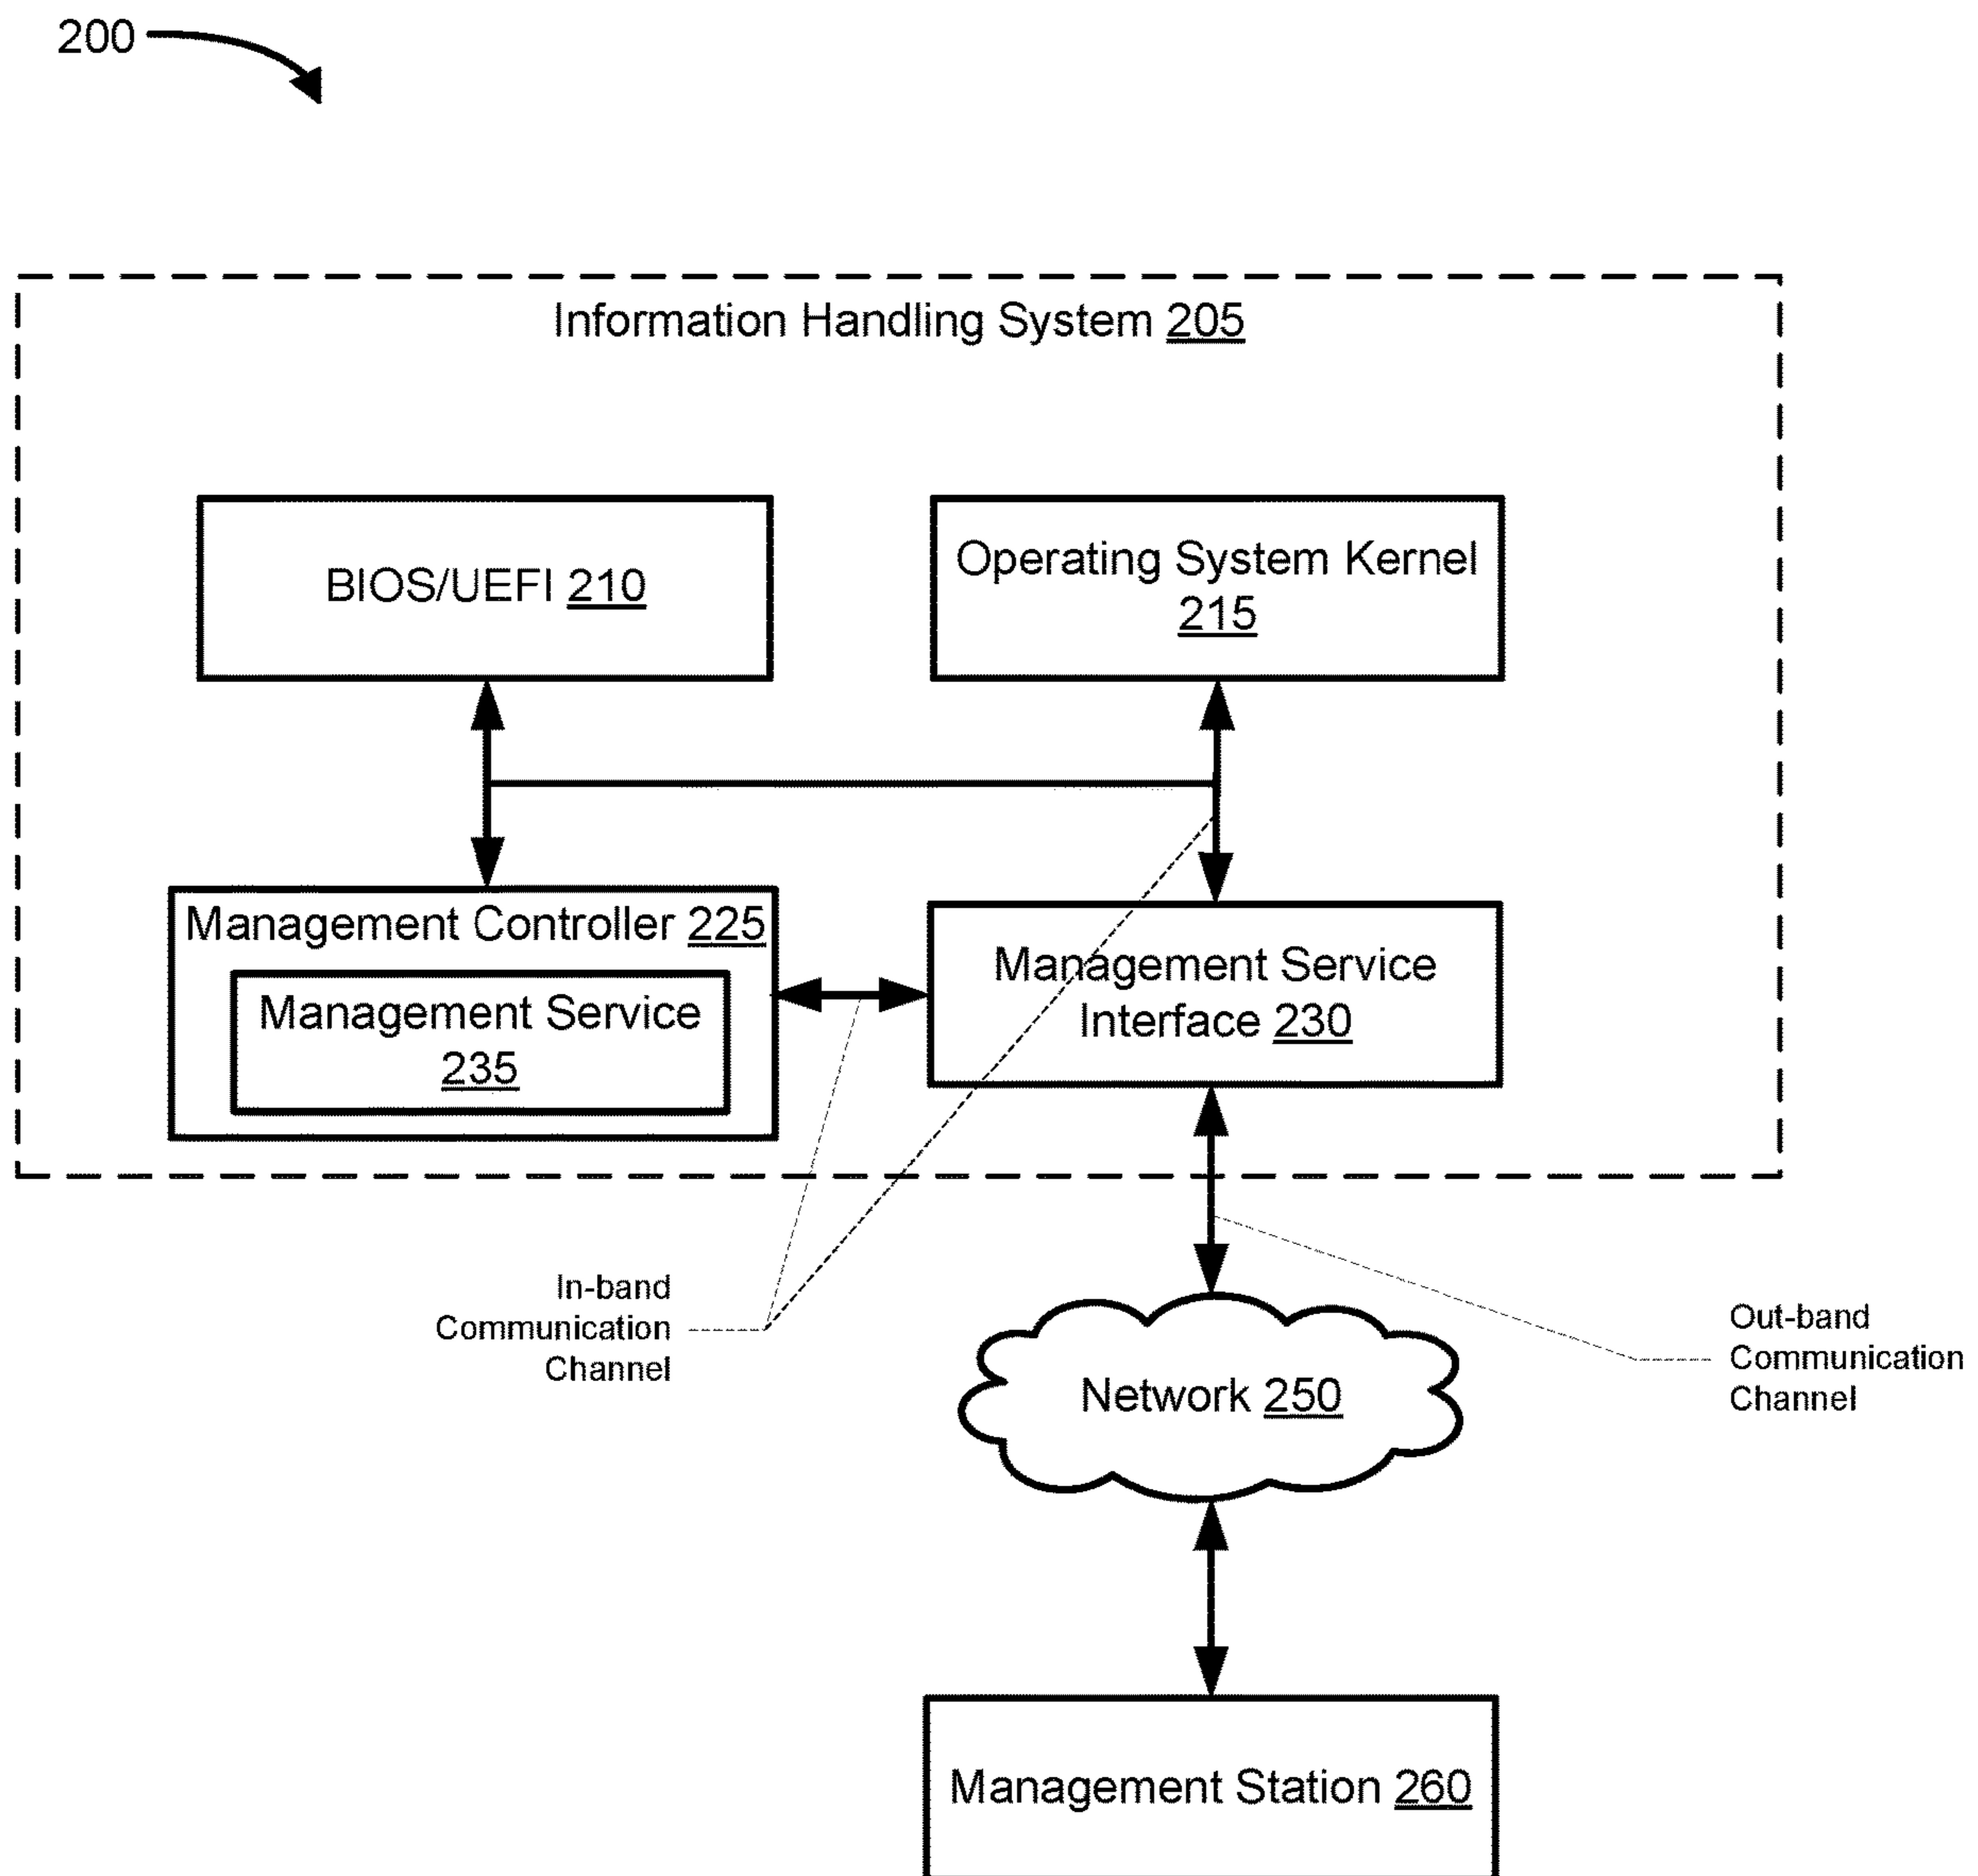 200
Information Handling System 205
BIOS/UEFI 210
Operating System Kernel
215
Management Controller 225
Management Service
235
Management Service
Interface 230
In-band
Communication
Channel
Out-band
Communication
Channel
Network 250
Management Station 260